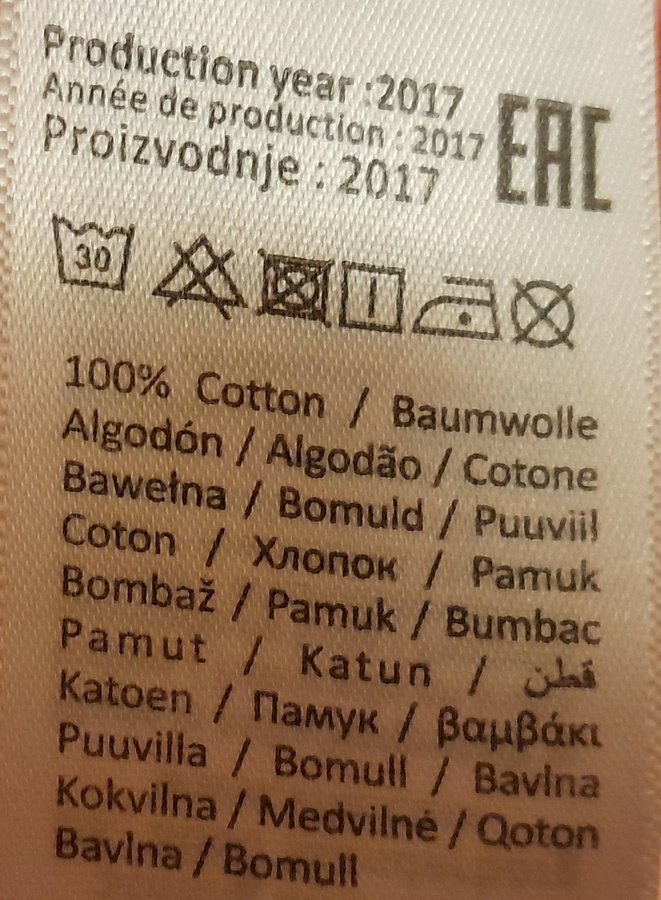 Production year :2017
Année de production : 2017
Proizvodnje : 2017
EAC
30
100% Cotton / Baumwolle
Algodón / Algodão / Cotone
Bawełna / Bomuld / Puuviil
Coton / Хлопок / Pamuk
Bombaž / Pamuk / Bumbac
Pamut / Katun / قطن
Katoen / Памук / βαμβάκι
Puuvilla / Bomull / Bavlna
Kokvilna / Medvilnė / Qoton
Bavlna / Bomull